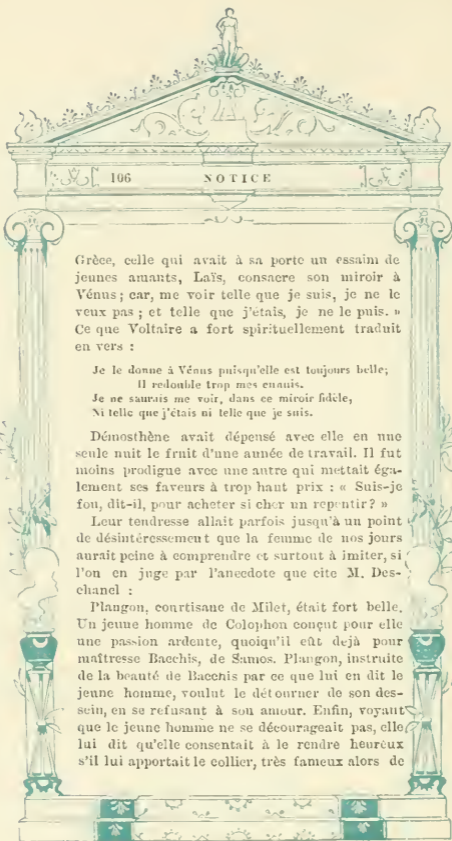 106 NOTICE
Grèce, celle qui avait à sa porte un essaim de
jeunes amants, Laïs, consacre son miroir à
Vénus ; car, me voir telle que je suis, je ne le
veux pas ; et telle que j'étais, je ne le puis. »
Ce que Voltaire a fort spirituellement traduit
en vers :
Je le donne à Vénus puisqu'elle est toujours belle;
Il redouble trop mes ennuis.
Je ne saurais me voir, dans ce miroir fidèle,
Ni telle que j'étais ni telle que je suis.
Démosthène avait dépensé avec elle en une
seule nuit le fruit d'une année de travail. Il fut
moins prodigue avec une autre qui mettait éga-
lement ses faveurs à trop haut prix : « Suis-je
fou, dit-il, pour acheter si cher un repentir? »
Leur tendresse allait parfois jusqu'à un point
de désintéressement que la femme de nos jours
aurait peine à comprendre et surtout à imiter, si
l'on en juge par l'anecdote que cite M. Des-
chanel :
Plangon, courtisane de Milet, était fort belle.
Un jeune homme de Colophon conçut pour elle
une passion ardente, quoiqu'il eût dejà pour
maîtresse Bacchis, de Samos. Plangon, instruite
de la beauté de Bacchis par ce que lui en dit le
jeune homme, voulut le détourner de son des-
sein, en se refusant à son amour. Enfin, voyant
que le jeune homme ne se décourageait pas, elle
lui dit qu'elle consentait à le rendre heureux
s'il lui apportait le collier, très fameux alors de